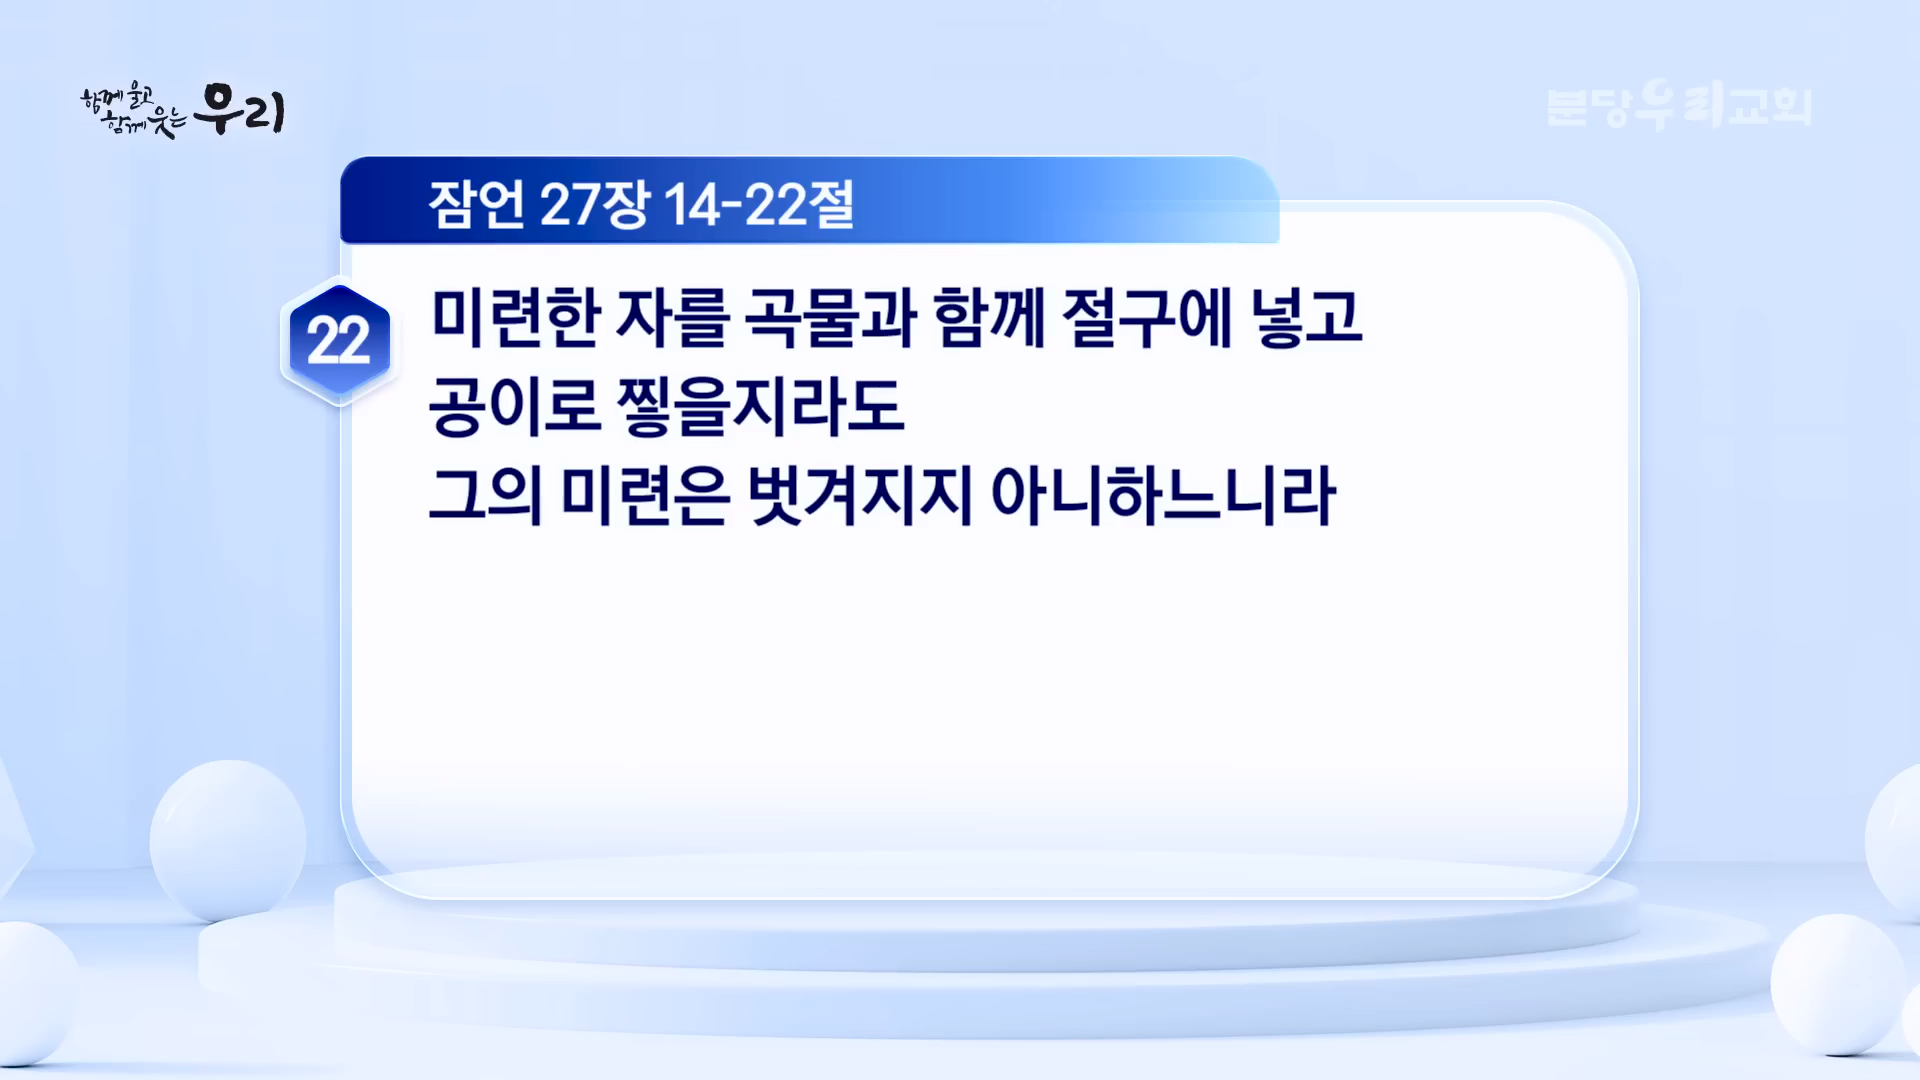 함께 울고
함께 웃는 우리
분당우리교회
잠언 27장 14-22절
22
미련한 자를 곡물과 함께 절구에 넣고
공이로 찧을지라도
그의 미련은 벗겨지지 아니하느니라